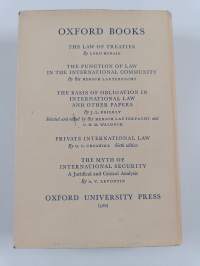 OXFORD BOOKS
THE LAW OF TREATIES
By LORD MCNAIR
THE FUNCTION OF LAW
IN THE INTERNATIONAL COMMUNITY
By SIR HERSCH LAUTERPACHT
THE BASIS OF OBLIGATION IN
INTERNATIONAL LAW
AND OTHER PAPERS
By J. L. BRIERLY
Selected and edited by SIR HERSCH LAUTERPACHT and
C. H. M. WALDOCK
PRIVATE INTERNATIONAL LAW
By G. C. CHESHIRE Sixth edition
THE MYTH OF
INTERNATIONAL SECURITY
A Juridical and Critical Analysis
By A. V. LEVONTIN
OXFORD UNIVERSITY PRESS